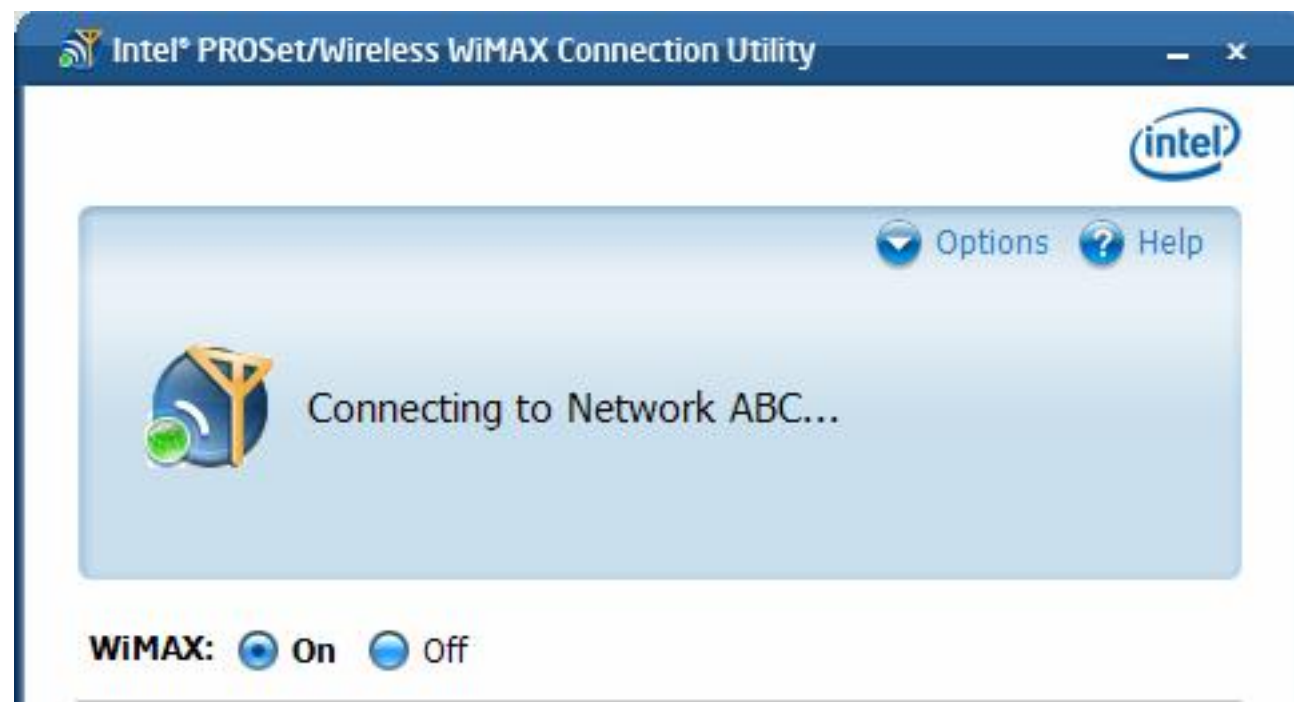 Intel® PROSet/Wireless WiMAX Connection Utility
intel
Options Help
Connecting to Network ABC...
WiMAX: On Off